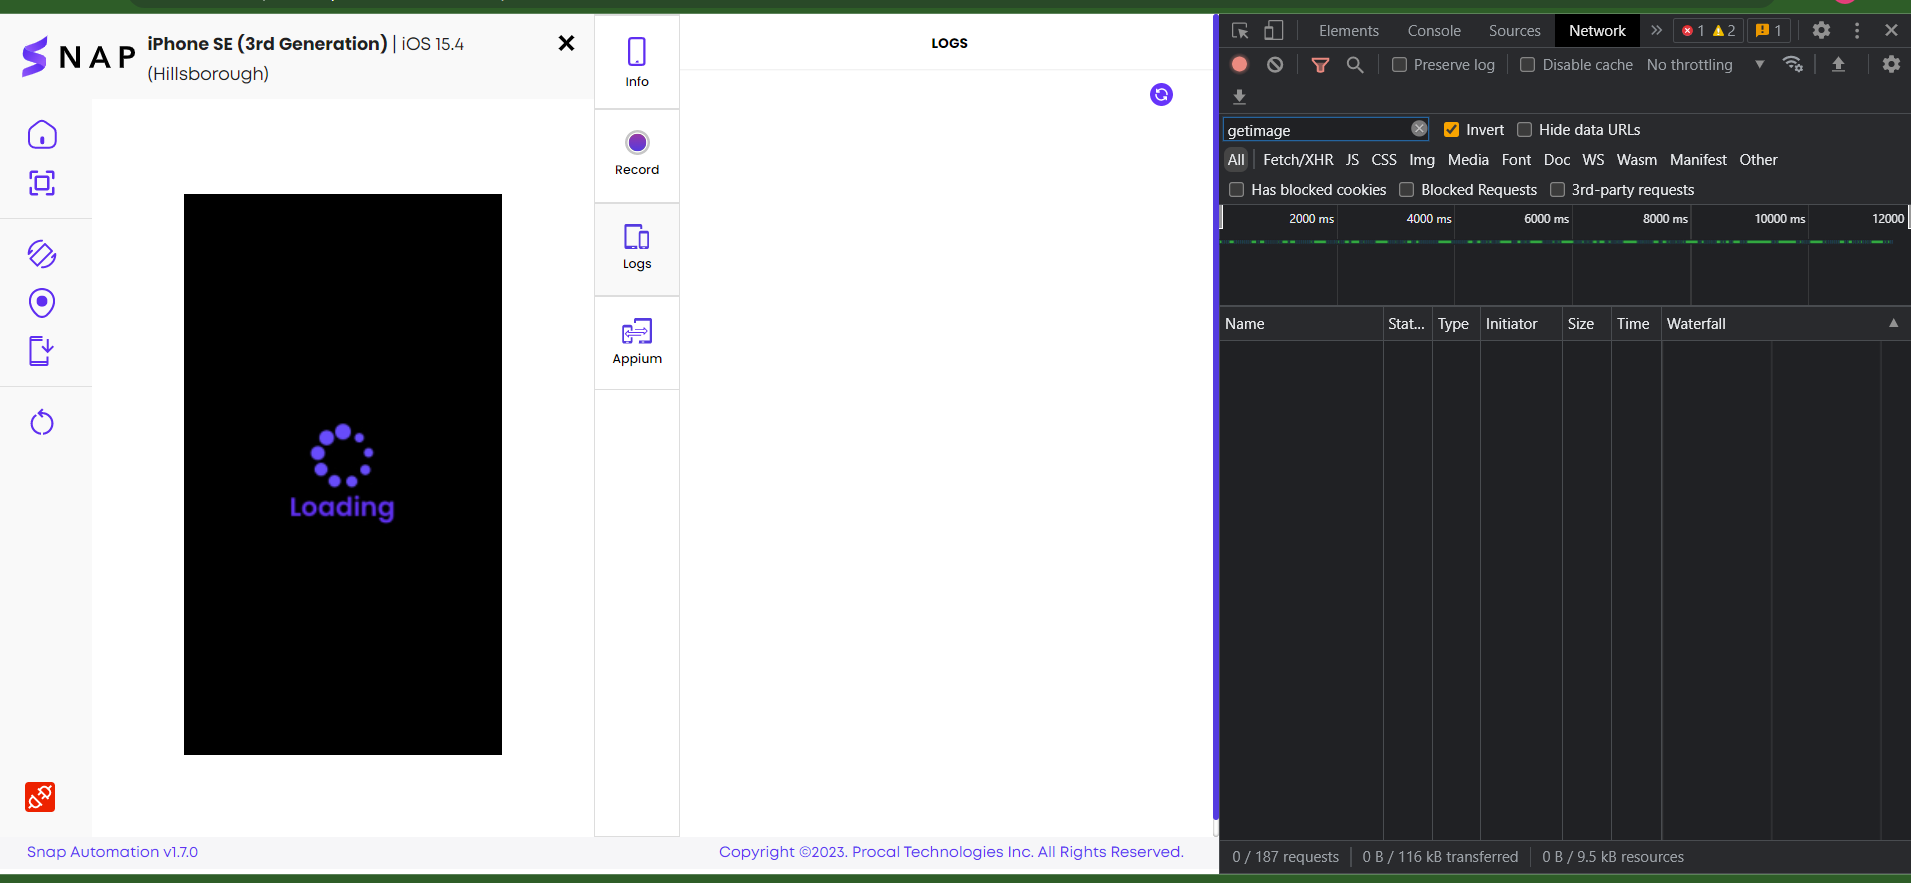 SNAP
iPhone SE (3rd Generation) | iOS 15.4
(Hillsborough)
Info
Record
Logs
Appium
LOGS
Loading
Snap Automation v1.7.0
Copyright ©2023. Procal Technologies Inc. All Rights Reserved.
Elements Console Sources Network 1 2 1
Preserve log Disable cache No throttling
getimage Invert Hide data URLs
All Fetch/XHR JS CSS Img Media Font Doc WS Wasm Manifest Other
Has blocked cookies Blocked Requests 3rd-party requests
2000 ms 4000 ms 6000 ms 8000 ms 10000 ms 12000
Name Stat... Type Initiator Size Time Waterfall
0 / 187 requests 0 B / 116 kB transferred 0 B / 9.5 kB resources